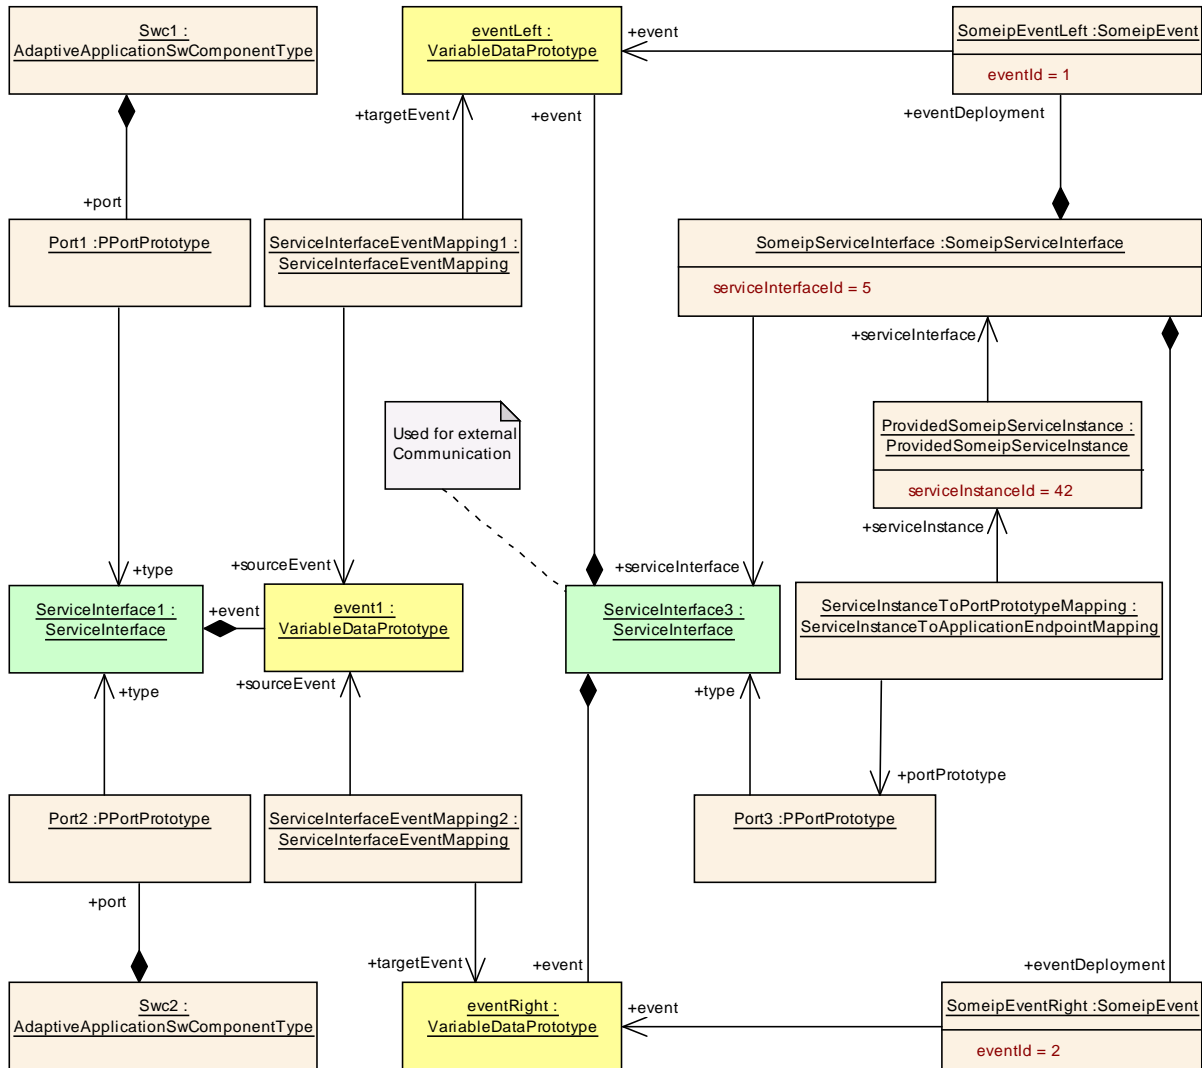 Swc1 :
AdaptiveApplicationSwComponentType
eventLeft :
VariableDataPrototype
+event
SomeipEventLeft :SomeipEvent
eventId = 1
+targetEvent
+event
+eventDeployment
+port
Port1 :PPortPrototype
ServiceInterfaceEventMapping1 :
ServiceInterfaceEventMapping
SomeipServiceInterface :SomeipServiceInterface
serviceInterfaceId = 5
+serviceInterface
Used for external
Communication
ProvidedSomeipServiceInstance :
ProvidedSomeipServiceInstance
serviceInstanceId = 42
+serviceInstance
+type
+sourceEvent
+serviceInterface
ServiceInterface1 :
ServiceInterface
+event
event1 :
VariableDataPrototype
ServiceInterface3 :
ServiceInterface
ServiceInstanceToPortPrototypeMapping :
ServiceInstanceToApplicationEndpointMapping
+type
+sourceEvent
+type
+portPrototype
Port2 :PPortPrototype
ServiceInterfaceEventMapping2 :
ServiceInterfaceEventMapping
Port3 :PPortPrototype
+port
+targetEvent
+event
+eventDeployment
Swc2 :
AdaptiveApplicationSwComponentType
eventRight :
VariableDataPrototype
+event
SomeipEventRight :SomeipEvent
eventId = 2